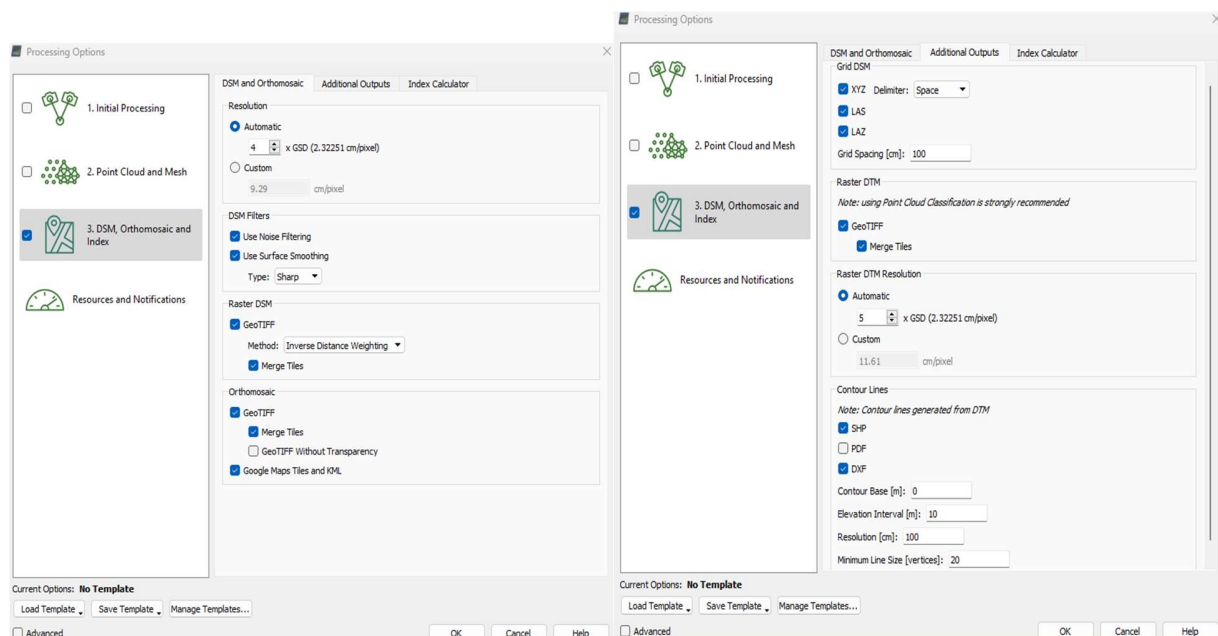 Processing Options
1. Initial Processing
2. Point Cloud and Mesh
3. DSM, Orthomosaic and
Index
Resources and Notifications
DSM and Orthomosaic Additional Outputs Index Calculator
Resolution
Automatic
4 x GSD (2.32251 cm/pixel)
Custom
9.29 cm/pixel
DSM Filters
Use Noise Filtering
Use Surface Smoothing
Type: Sharp
Raster DSM
GeoTIFF
Method: Inverse Distance Weighting
Merge Tiles
Orthomosaic
GeoTIFF
Merge Tiles
GeoTIFF Without Transparency
Google Maps Tiles and KML
Current Options: No Template
Load Template Save Template Manage Templates...
Advanced OK Cancel Help
Processing Options
1. Initial Processing
2. Point Cloud and Mesh
3. DSM, Orthomosaic and
Index
Resources and Notifications
DSM and Orthomosaic Additional Outputs Index Calculator
Grid DSM
XYZ Delimiter: Space
LAS
LAZ
Grid Spacing [cm]: 100
Raster DTM
Note: using Point Cloud Classification is strongly recommended
GeoTIFF
Merge Tiles
Raster DTM Resolution
Automatic
5 x GSD (2.32251 cm/pixel)
Custom
11.61 cm/pixel
Contour Lines
Note: Contour lines generated from DTM
SHP
PDF
DXF
Contour Base [m]: 0
Elevation Interval [m]: 10
Resolution [cm]: 100
Minimum Line Size [vertices]: 20
Current Options: No Template
Load Template Save Template Manage Templates...
Advanced OK Cancel Help